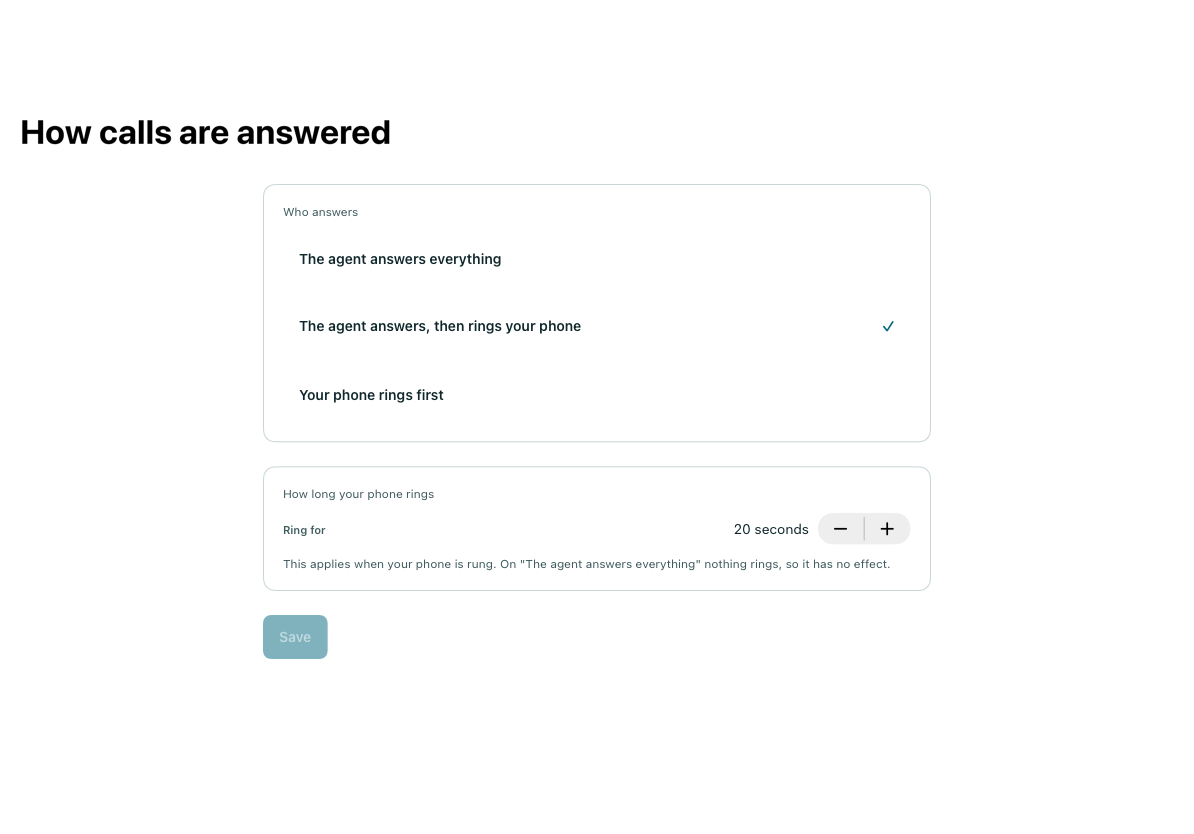 How calls are answered
Who answers
The agent answers everything
The agent answers, then rings your phone
Your phone rings first
How long your phone rings
Ring for
20 seconds
This applies when your phone is rung. On "The agent answers everything" nothing rings, so it has no effect.
Save